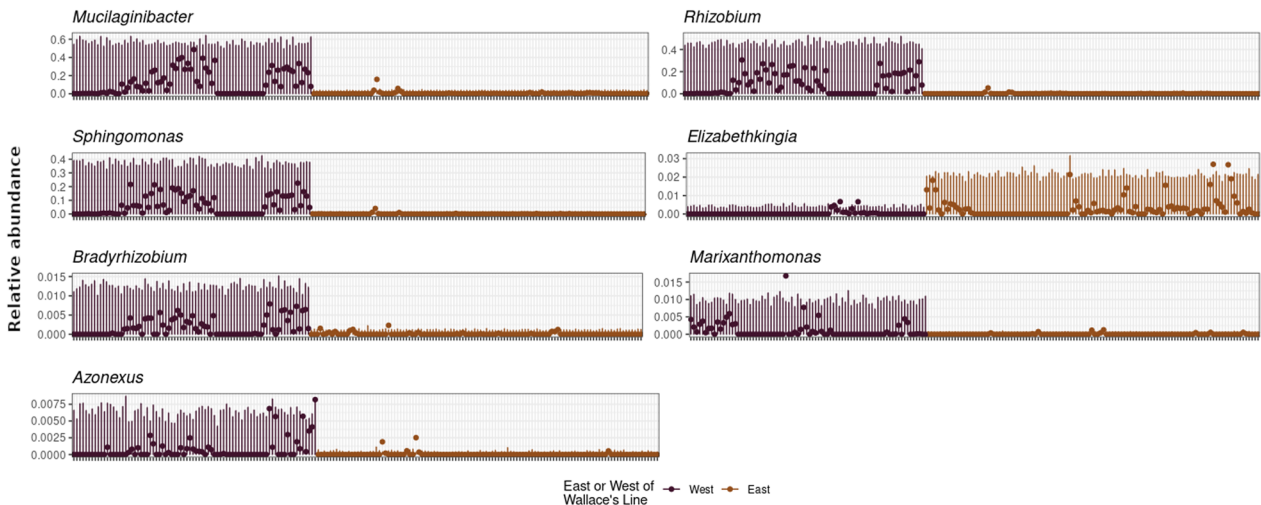 Mucilaginibacter
0.6
0.4
0.2
0.0
Rhizobium
0.4
0.2
0.0
Sphingomonas
0.4
0.3
0.2
0.1
0.0
Elizabethkingia
0.03
0.02
0.01
0.00
Bradyrhizobium
0.015
0.010
0.005
0.000
Marixanthomonas
0.015
0.010
0.005
0.000
Azonexus
0.0075
0.0050
0.0025
0.0000
Relative abundance
East or West of
Wallace's Line
West
East